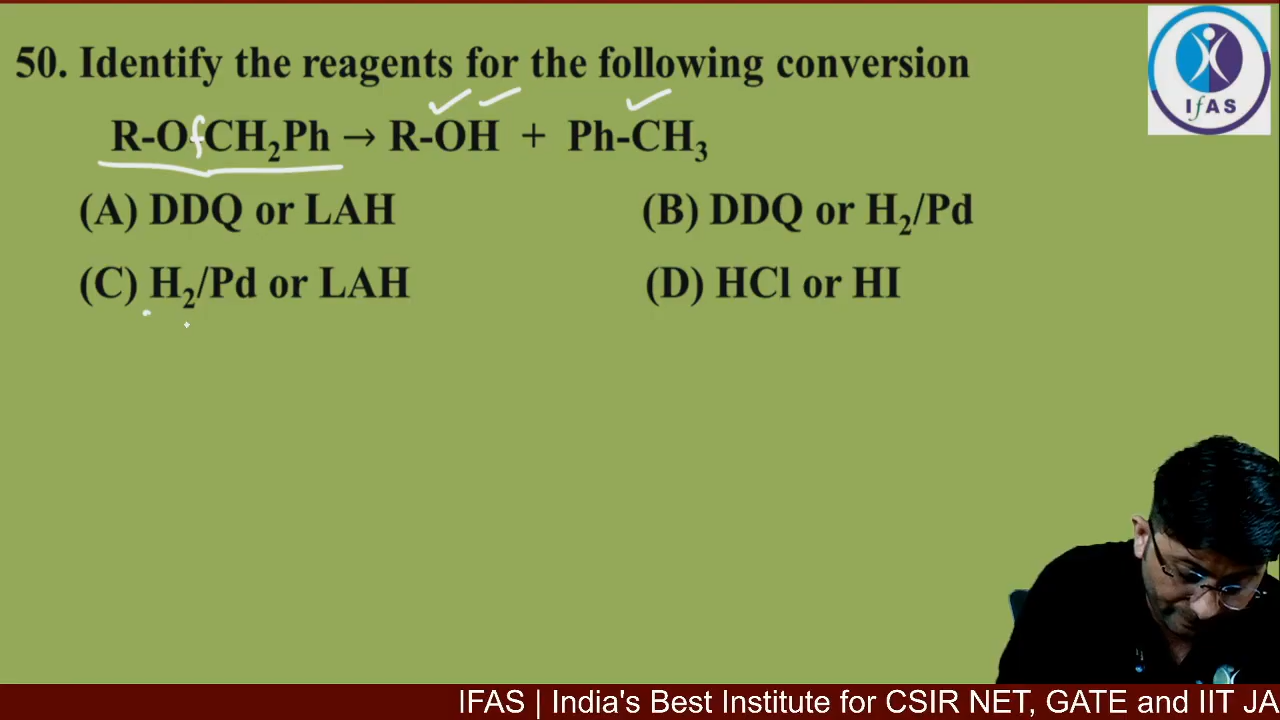 50. Identify the reagents for the following conversion
R-O-CH₂Ph → R-OH + Ph-CH₃
(A) DDQ or LAH
(B) DDQ or H₂/Pd
(C) H₂/Pd or LAH
(D) HCl or HI
IFAS
IFAS | India's Best Institute for CSIR NET, GATE and IIT JA